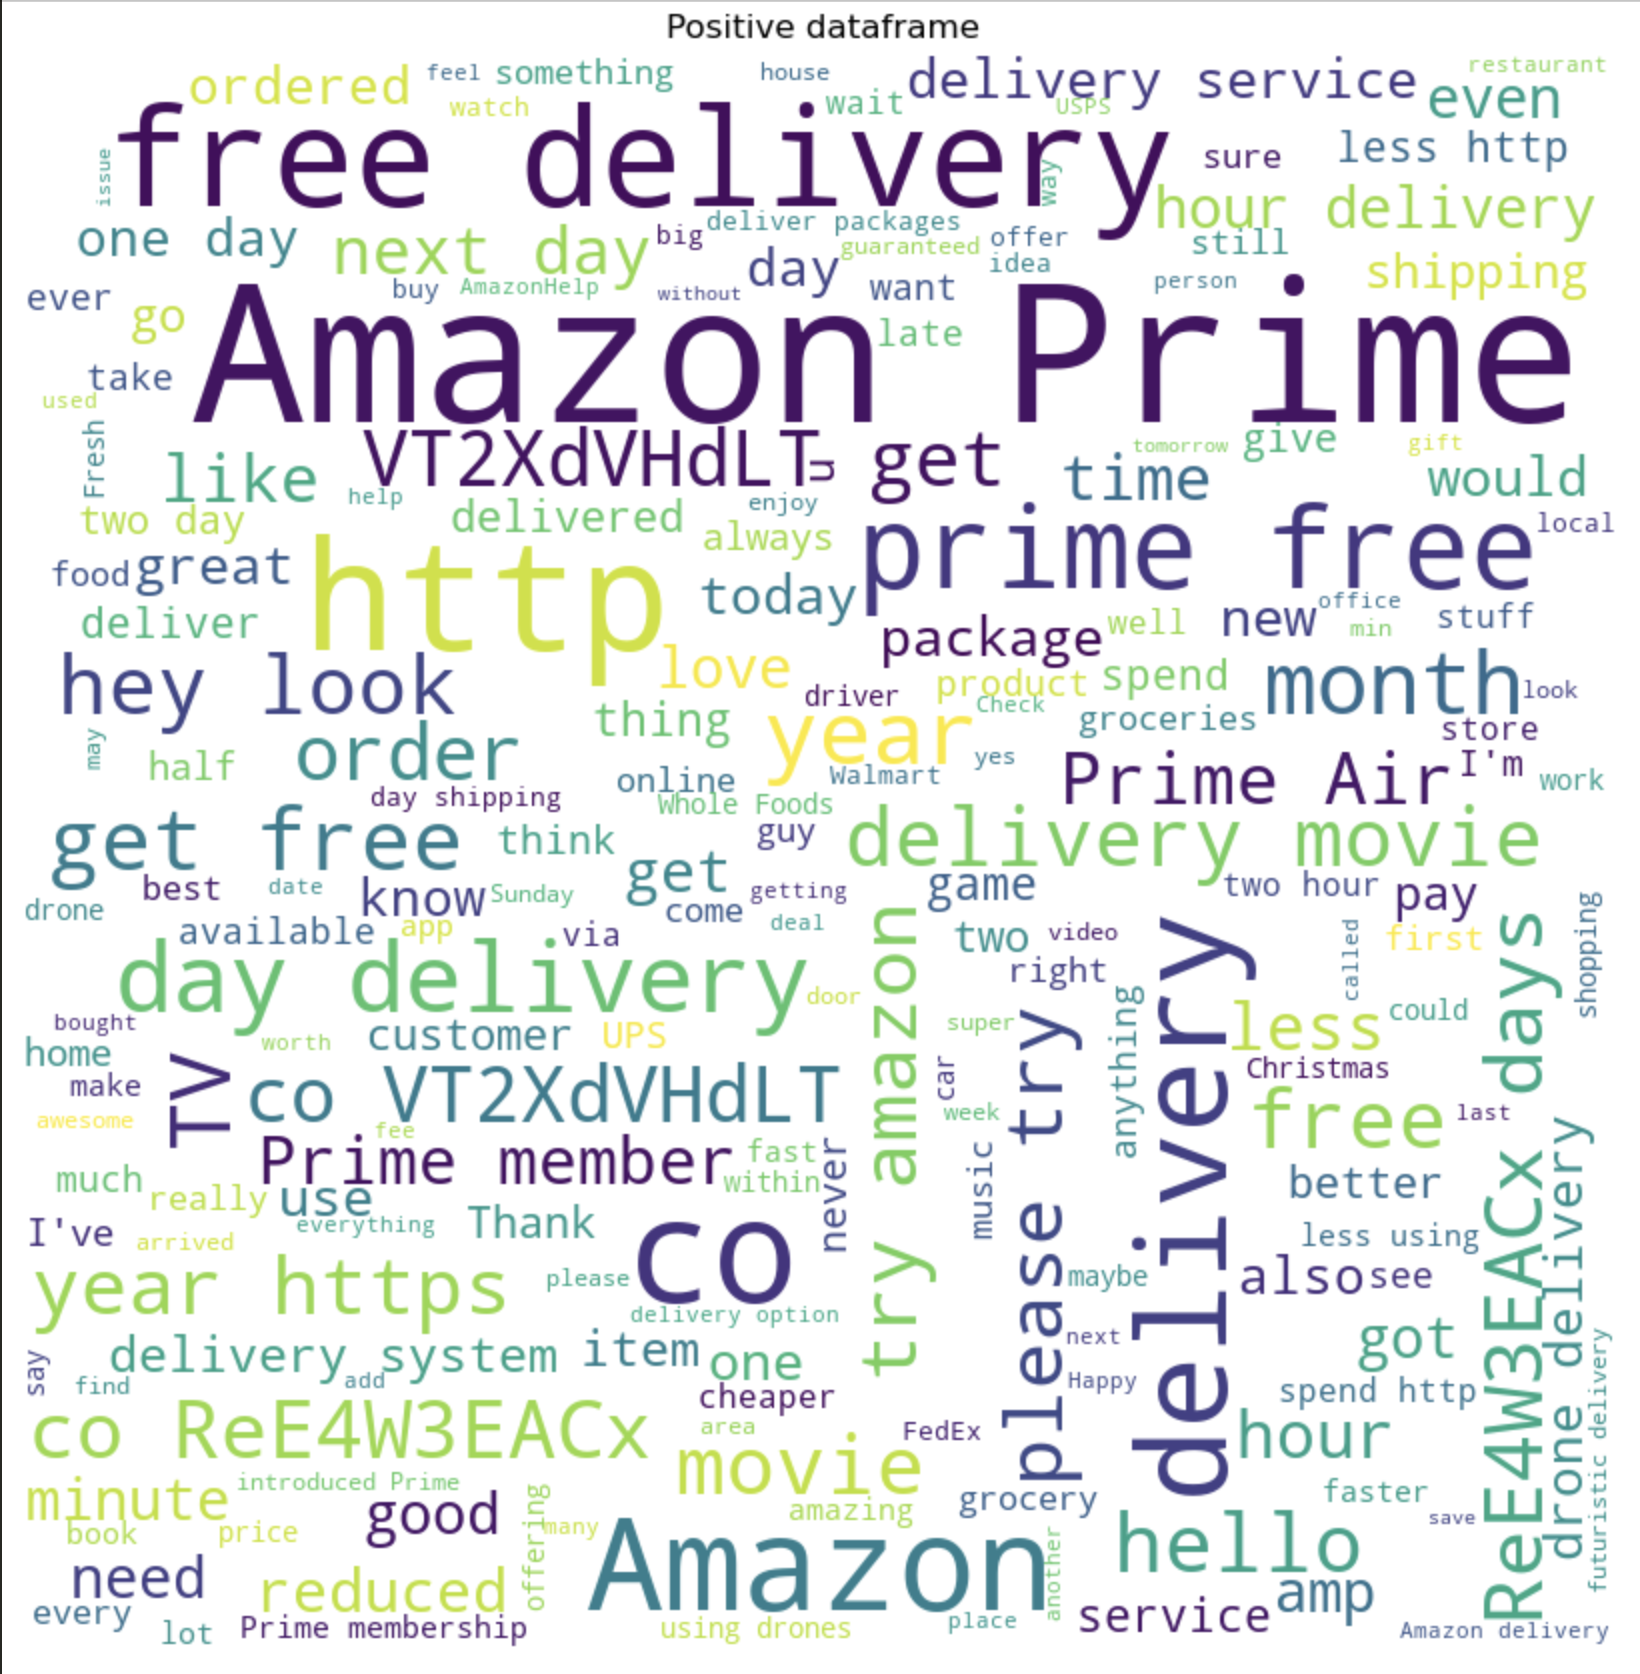 Positive dataframe
ordered
feel
something
house
delivery service
restaurant
watch
wait
USPS
even
free delivery
sure
less http
issue
way
hour delivery
one day
next day
big
deliver packages
guaranteed
offer
idea
still
day
shipping
ever
buy
AmazonHelp
without
want
person
go
Amazon Prime
late
take
used
Fresh
like
VT2XdVHdLT
u
get
time
tomorrow
give
gift
would
help
enjoy
two day
delivered
always
prime free
local
food
great
http
today
deliver
package
well
new
office
min
stuff
hey look
love
driver
product
Check
spend
month
look
may
half
order
thing
year
groceries
store
online
Walmart
yes
Prime Air
I'm
work
day shipping
Whole Foods
get free
think
guy
delivery movie
best
date
know
Sunday
get
come
getting
game
two hour
pay
drone
available
app
via
deal
two
video
right
called
first
shopping
day delivery
door
try amazon
super
please try
anything
delivery
less
could
ReE4W3EACx days
bought
worth
customer
UPS
home
make
TV
co VT2XdVHdLT
car
Christmas
awesome
fee
week
free
last
Prime member
fast
within
never
music
much
really
use
better
drone delivery
I've
arrived
everything
Thank
co
less using
year https
please
maybe
also
see
delivery option
say
delivery system
item
one
next
got
find
add
cheaper
Happy
spend http
futuristic delivery
co ReE4W3EACx
area
FedEx
hour
movie
minute
introduced Prime
good
offering
amazing
grocery
faster
book
price
many
save
Amazon
another
hello
need
reduced
amp
every
lot
Prime membership
using drones
place
service
Amazon delivery